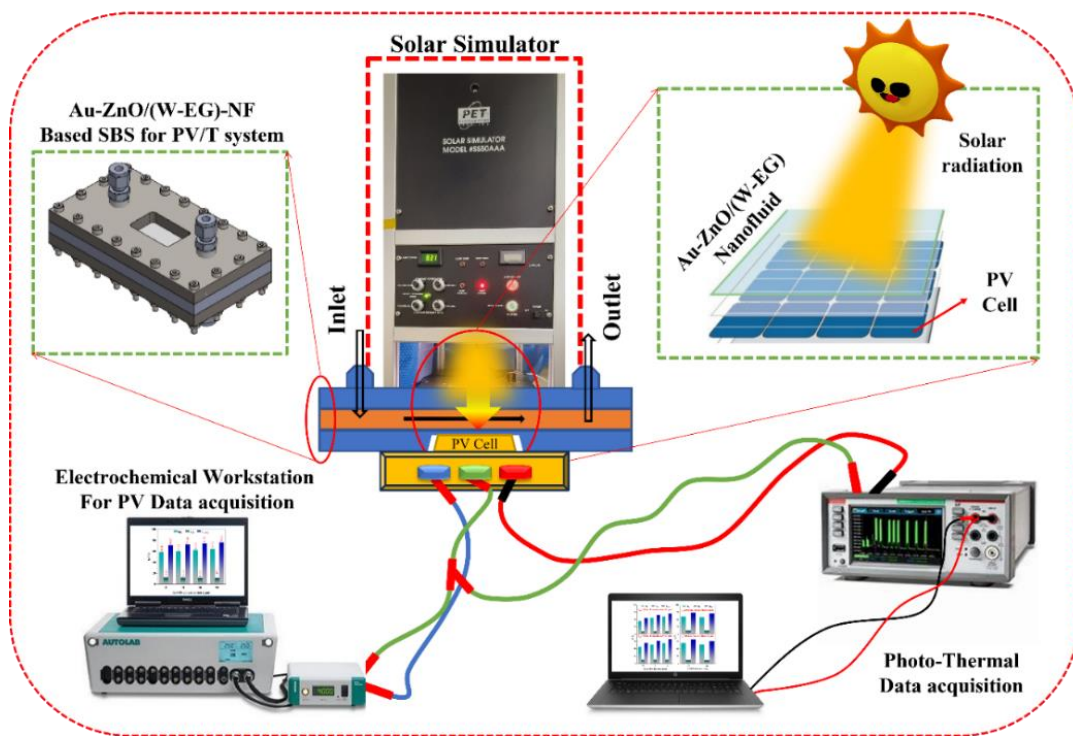 Solar Simulator
Au-ZnO/(W-EG)-NF
Based SBS for PV/T system
PET
SOLAR SIMULATOR
MODEL #SS50AAA
Solar
radiation
Au-ZnO/(W-EG)
Nanofluid
PV
Cell
Inlet
Outlet
PV Cell
Electrochemical Workstation
For PV Data acquisition
AUTOLAB
Photo-Thermal
Data acquisition